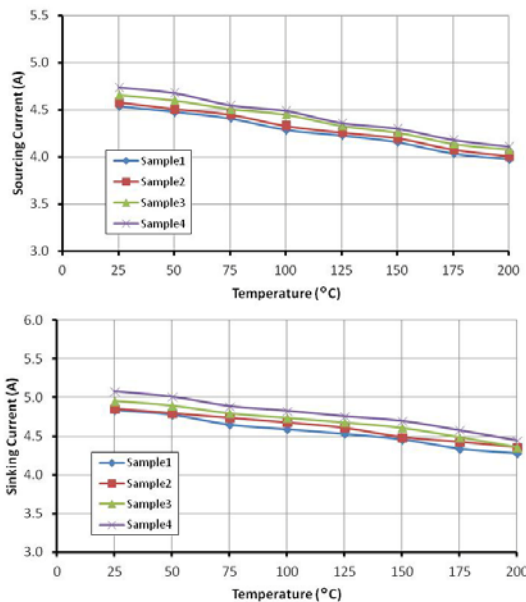 5.5
5.0
4.5
4.0
3.5
3.0
Sourcing Current (A)
Sample1
Sample2
Sample3
Sample4
0 25 50 75 100 125 150 175 200
Temperature (°C)
6.0
5.5
5.0
4.5
4.0
3.5
3.0
Sinking Current (A)
Sample1
Sample2
Sample3
Sample4
0 25 50 75 100 125 150 175 200
Temperature (°C)